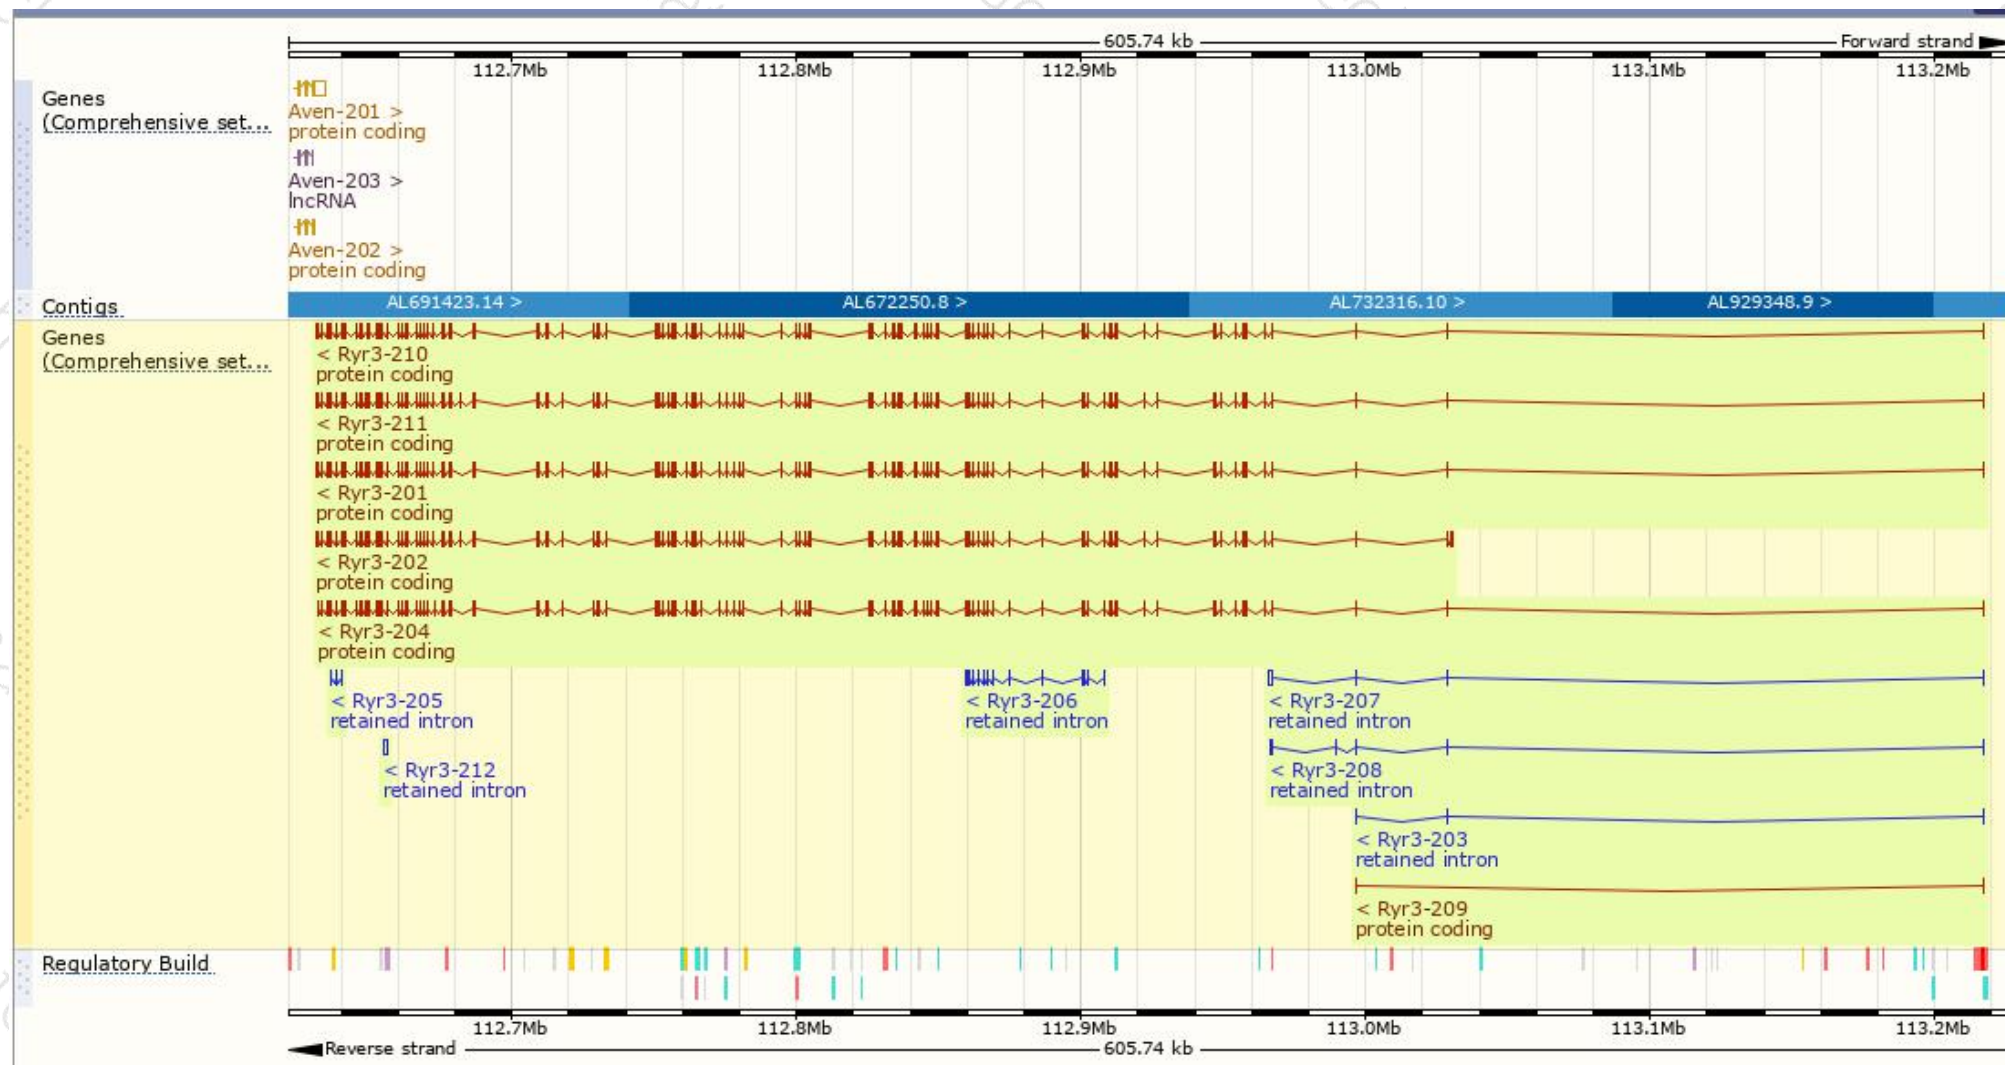 605.74 kb Forward strand
112.7Mb 112.8Mb 112.9Mb 113.0Mb 113.1Mb 113.2Mb
Genes
(Comprehensive set...
Aven-201 >
protein coding
Aven-203 >
lncRNA
Aven-202 >
protein coding
Contigs AL691423.14 > AL672250.8 > AL732316.10 > AL929348.9 >
Genes
(Comprehensive set...
< Ryr3-210
protein coding
< Ryr3-211
protein coding
< Ryr3-201
protein coding
< Ryr3-202
protein coding
< Ryr3-204
protein coding
< Ryr3-205 < Ryr3-206 < Ryr3-207
retained intron retained intron retained intron
< Ryr3-212 < Ryr3-208
retained intron retained intron
< Ryr3-203
retained intron
< Ryr3-209
protein coding
Regulatory Build
112.7Mb 112.8Mb 112.9Mb 113.0Mb 113.1Mb 113.2Mb
Reverse strand 605.74 kb